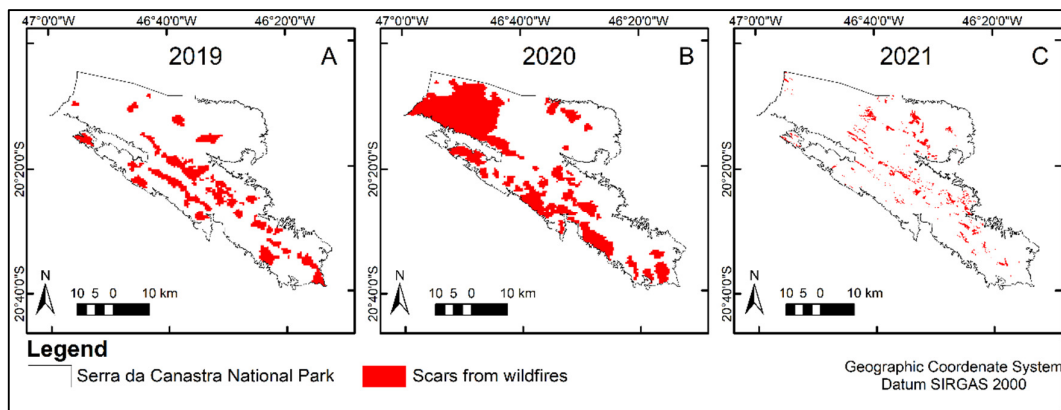 47°0'0"W 46°40'0"W 46°20'0"W
47°0'0"W 46°40'0"W 46°20'0"W
47°0'0"W 46°40'0"W 46°20'0"W
2019 A
2020 B
2021 C
20°20'0"S
20°40'0"S
20°20'0"S
20°40'0"S
20°20'0"S
20°40'0"S
N
10 5 0 10 km
N
10 5 0 10 km
N
10 5 0 10 km
Legend
Serra da Canastra National Park
Scars from wildfires
Geographic Coordenate System
Datum SIRGAS 2000